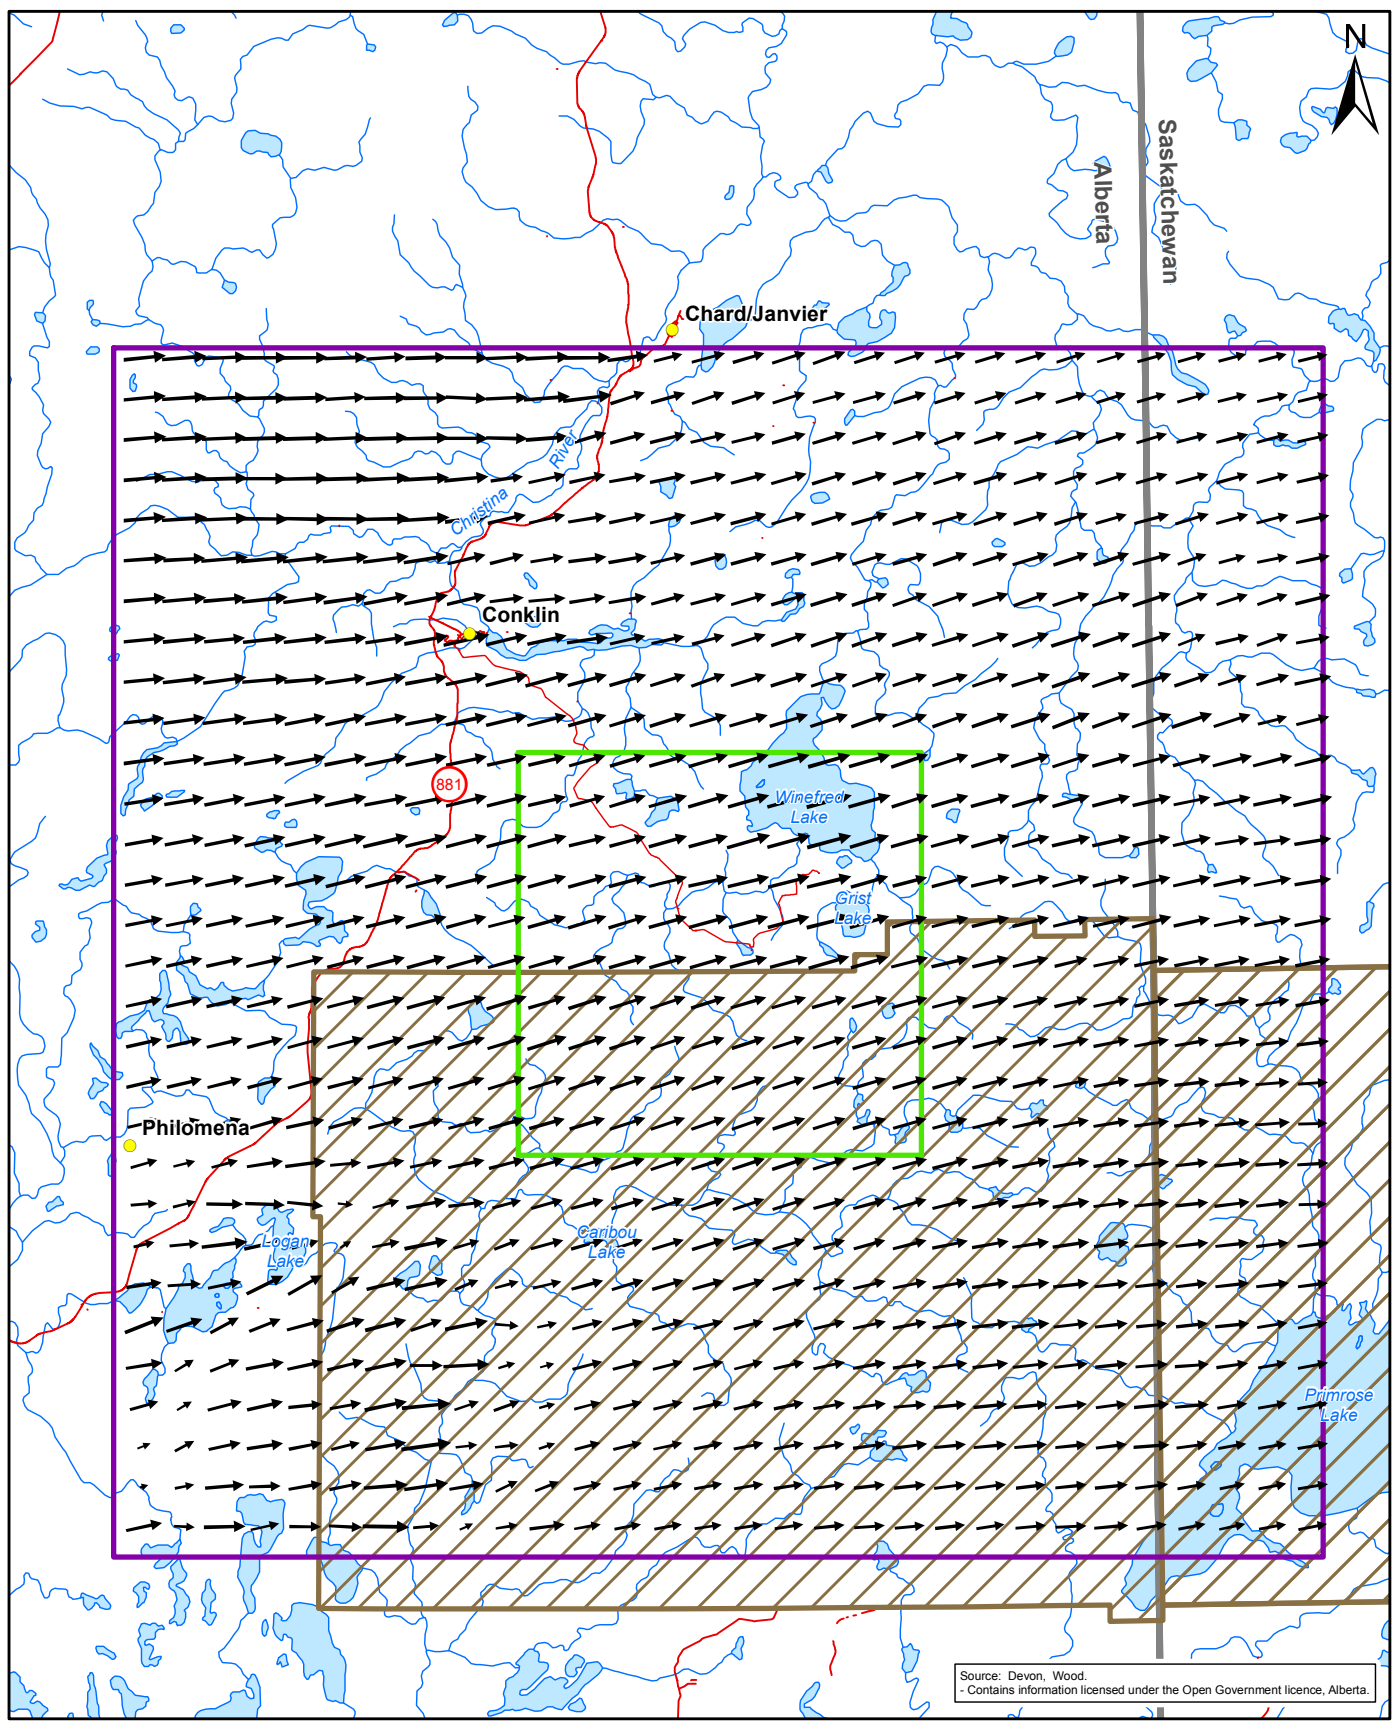 N
Saskatchewan
Alberta
Chard/Janvier
River
Christina
Conklin
881
Winefred
Lake
Grist
Lake
Philomena
Logan
Lake
Caribou
Lake
Primrose
Lake
Source: Devon, Wood.
- Contains information licensed under the Open Government licence, Alberta.